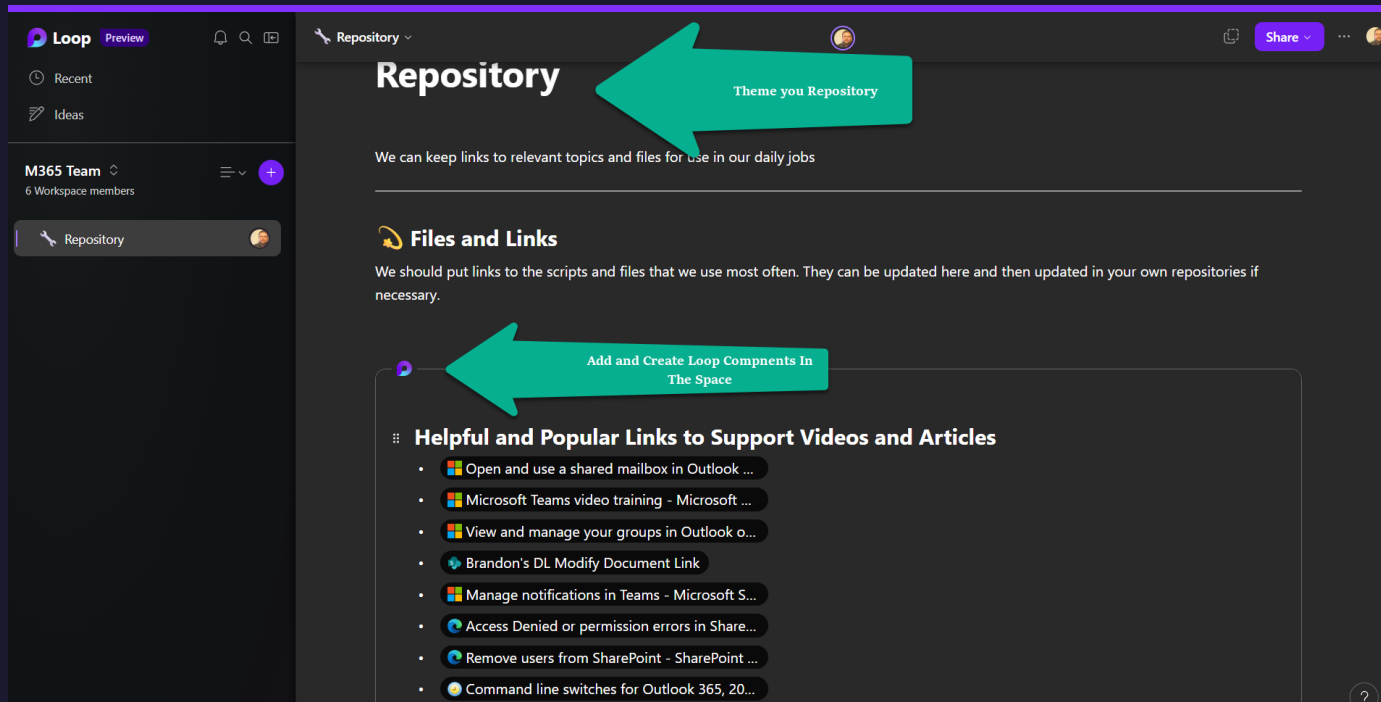 Loop Preview
Recent
Ideas
M365 Team
6 Workspace members
Repository
Repository
Share
Repository
Theme you Repository
We can keep links to relevant topics and files for use in our daily jobs
Files and Links
We should put links to the scripts and files that we use most often. They can be updated here and then updated in your own repositories if
necessary.
Add and Create Loop Compnents In
The Space
Helpful and Popular Links to Support Videos and Articles
Open and use a shared mailbox in Outlook ...
Microsoft Teams video training - Microsoft ...
View and manage your groups in Outlook o...
Brandon's DL Modify Document Link
Manage notifications in Teams - Microsoft S...
Access Denied or permission errors in Share...
Remove users from SharePoint - SharePoint ...
Command line switches for Outlook 365, 20...
?